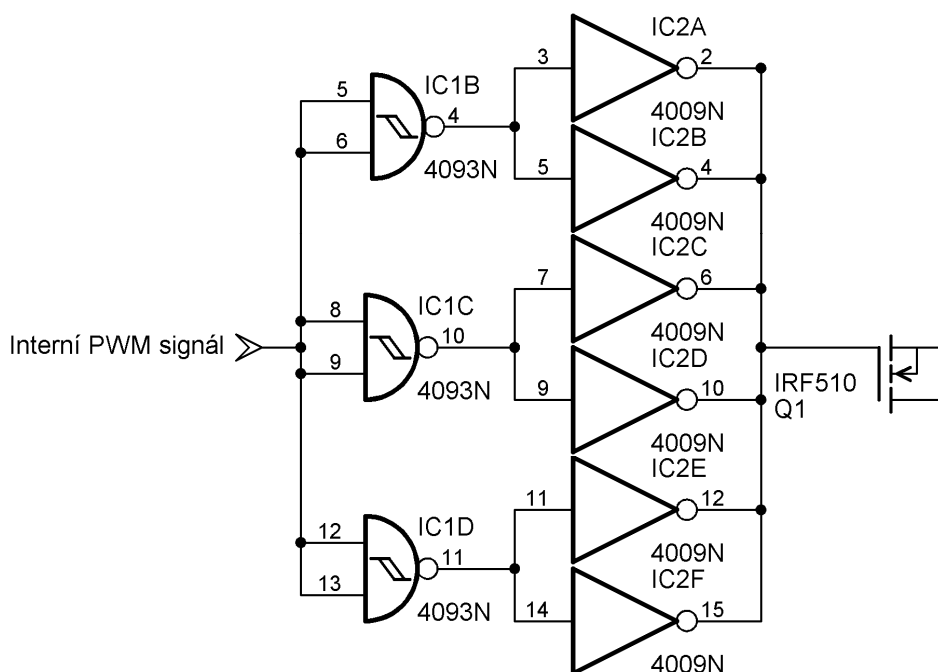 IC2A
3
2
4009N
IC1B
5
6
4
4093N
IC2B
5
4
4009N
IC2C
7
6
4009N
IC1C
8
9
10
4093N
Interní PWM signál
IC2D
9
10
4009N
IRF510
Q1
IC2E
11
12
4009N
IC1D
12
13
11
4093N
IC2F
14
15
4009N